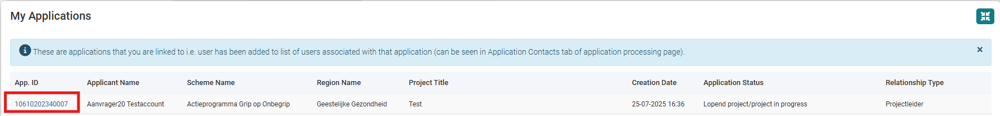 My Applications
These are applications that you are linked to i.e. user has been added to list of users associated with that application (can be seen in Application Contacts tab of application processing page).
App. ID Applicant Name Scheme Name Region Name Project Title Creation Date Application Status Relationship Type
10610202340007 Aanvrager20 Testaccount Actieprogramma Grip op Onbegrip Geestelijke Gezondheid Test 25-07-2025 16:36 Lopend project/project in progress Projectleider